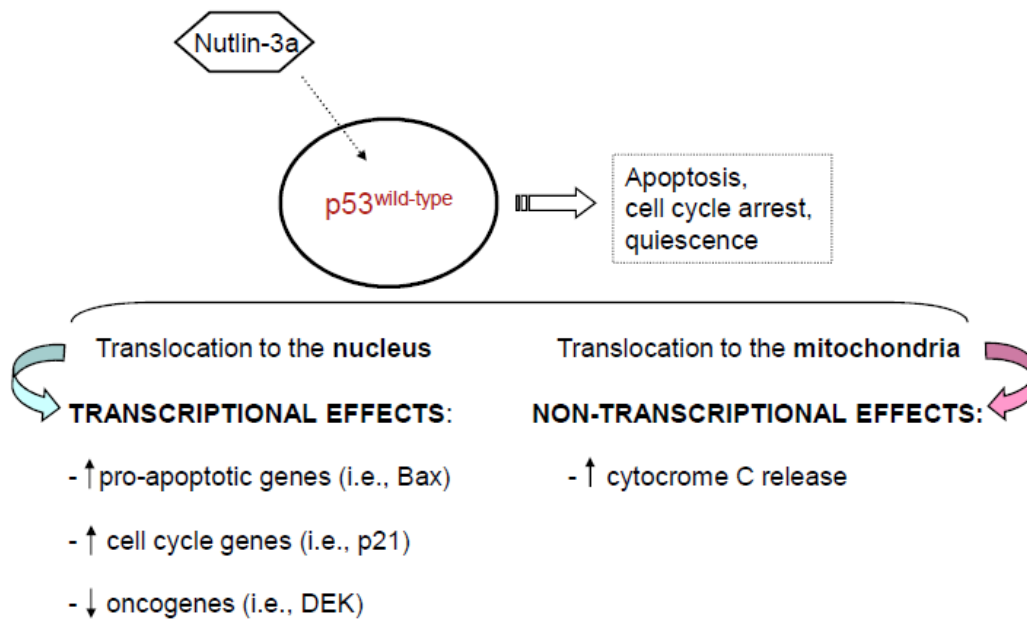 Nutlin-3a
p53wild-type
Apoptosis,
cell cycle arrest,
quiescence
Translocation to the nucleus
TRANSCRIPTIONAL EFFECTS:
- ↑ pro-apoptotic genes (i.e., Bax)
- ↑ cell cycle genes (i.e., p21)
- ↓ oncogenes (i.e., DEK)
Translocation to the mitochondria
NON-TRANSCRIPTIONAL EFFECTS:
- ↑ cytocrome C release